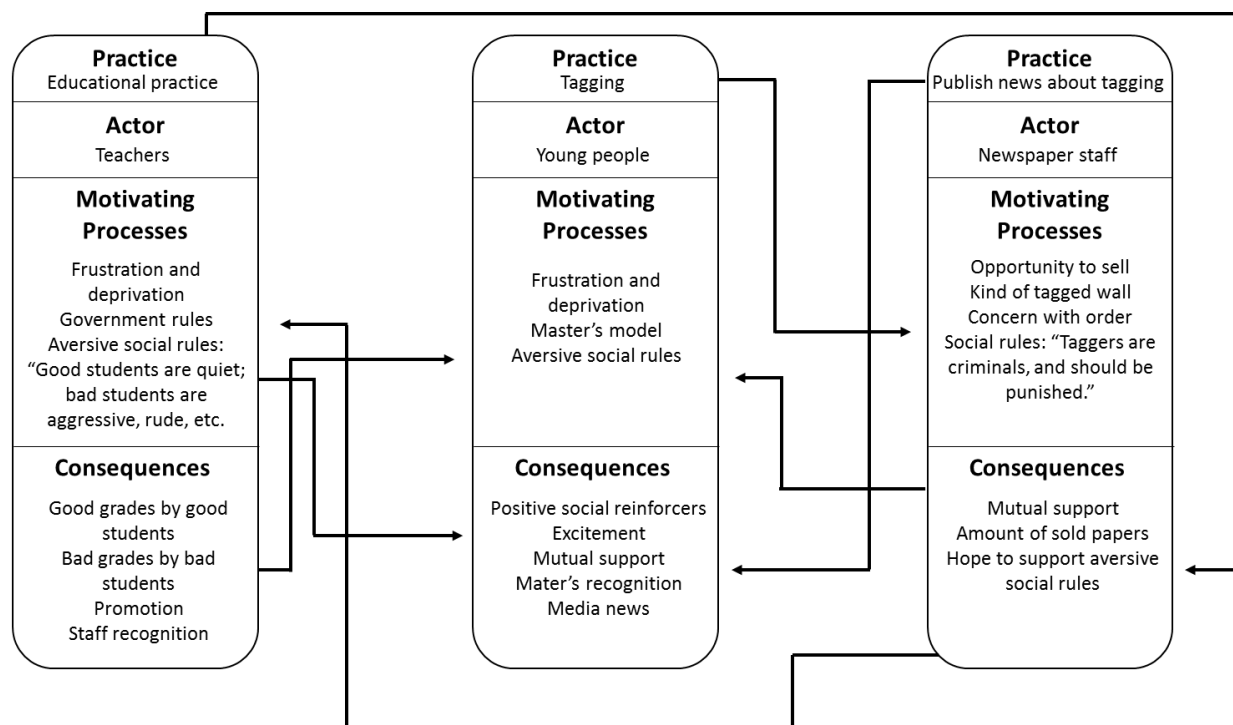 Practice
Educational practice
Actor
Teachers
Motivating
Processes
Frustration and
deprivation
Government rules
Aversive social rules:
“Good students are quiet;
bad students are
aggressive, rude, etc.
Consequences
Good grades by good
students
Bad grades by bad
students
Promotion
Staff recognition
Practice
Tagging
Actor
Young people
Motivating
Processes
Frustration and
deprivation
Master’s model
Aversive social rules
Consequences
Positive social reinforcers
Excitement
Mutual support
Mater’s recognition
Media news
Practice
Publish news about tagging
Actor
Newspaper staff
Motivating
Processes
Opportunity to sell
Kind of tagged wall
Concern with order
Social rules: “Taggers are
criminals, and should be
punished.”
Consequences
Mutual support
Amount of sold papers
Hope to support aversive
social rules